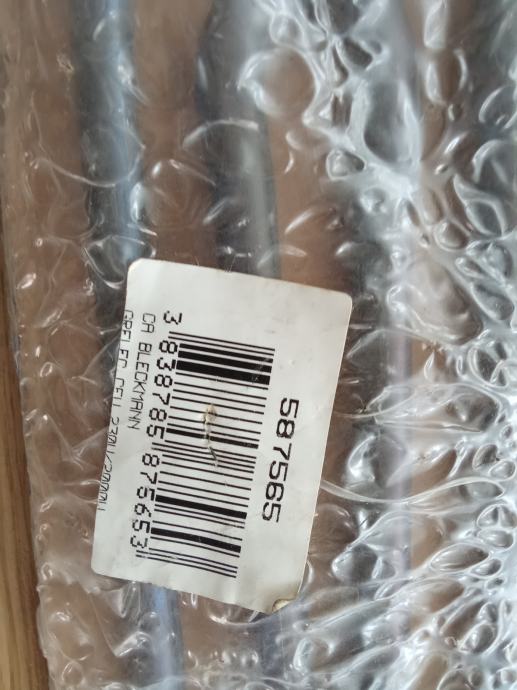 587565
3 838785 875653
CA BLECKMANN
GRELEC CEV 230V/2000W